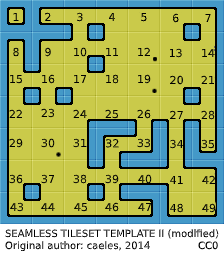 1 2 3 4 5 6 7
8 9 10 11 12 13 14
15 16 17 18 19 20 21
22 23 24 25 26 27 28
29 30 31 32 33 34 35
36 37 38 39 40 41 42
43 44 45 46 47 48 49
SEAMLESS TILESET TEMPLATE II (modified)
Original author: caeles, 2014 CC0